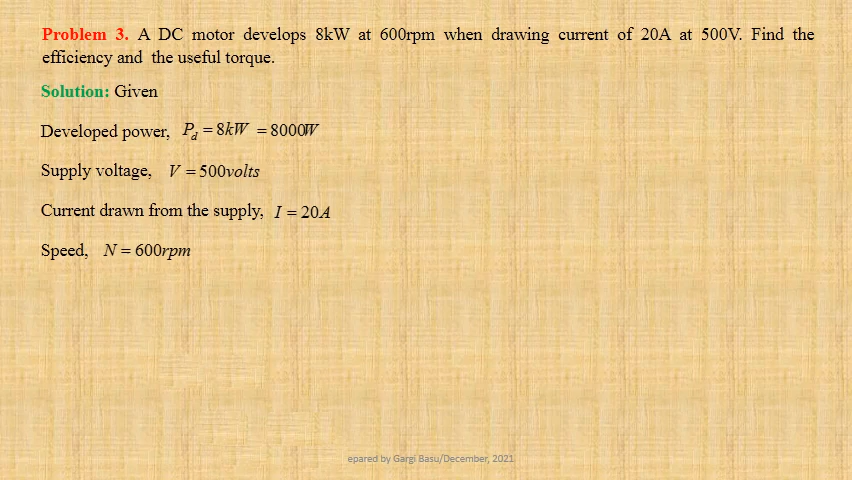 Problem 3. A DC motor develops 8kW at 600rpm when drawing current of 20A at 500V. Find the
efficiency and the useful torque.
Solution: Given
Developed power, P_d = 8kW = 8000W
Supply voltage, V = 500volts
Current drawn from the supply, I = 20A
Speed, N = 600rpm
epared by Gargi Basu/December, 2021